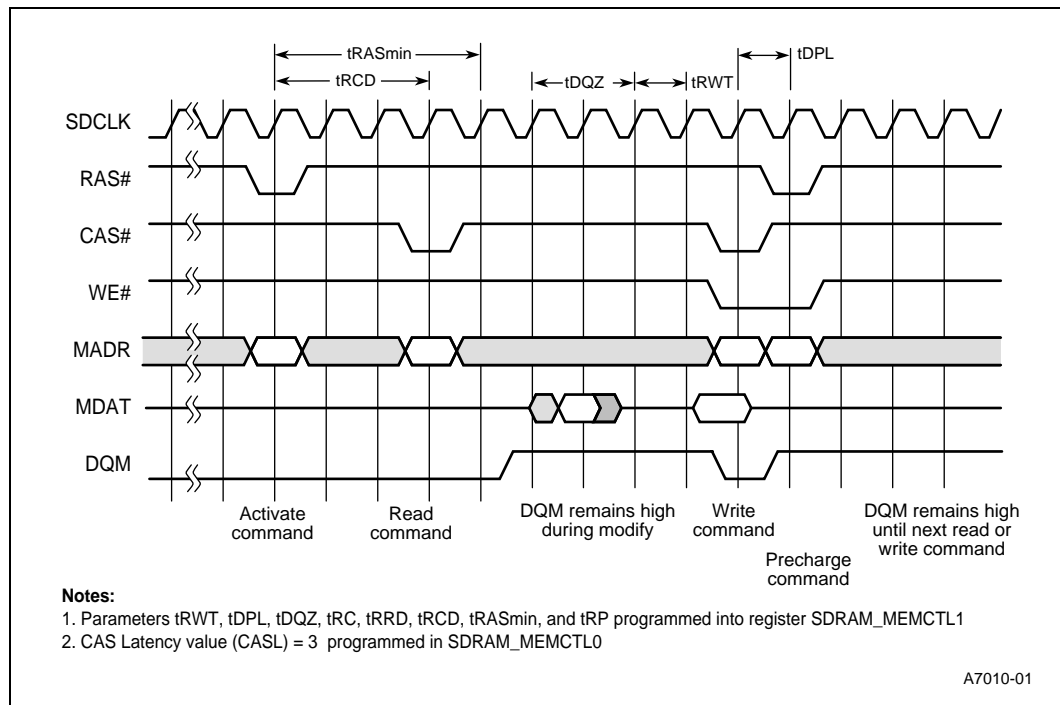 tRASmin
tDPL
tRCD
tDQZ
tRWT
SDCLK
RAS#
CAS#
WE#
MADR
MDAT
DQM
Activate
command
Read
command
DQM remains high
during modify
Write
command
Precharge
command
DQM remains high
until next read or
write command
Notes:
1. Parameters tRWT, tDPL, tDQZ, tRC, tRRD, tRCD, tRASmin, and tRP programmed into register SDRAM_MEMCTL1
2. CAS Latency value (CASL) = 3 programmed in SDRAM_MEMCTL0
A7010-01